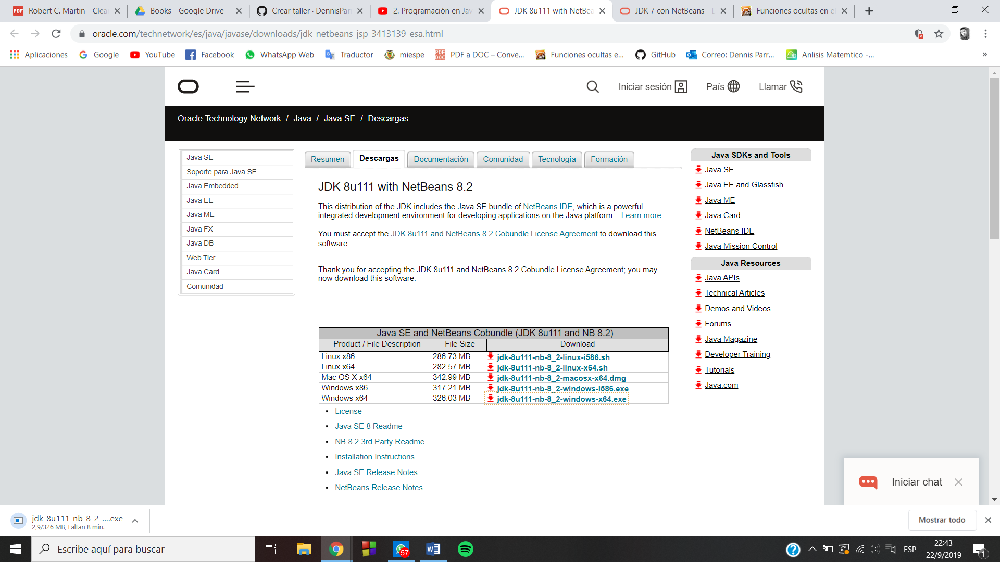 Robert C. Martin - Clea
Books - Google Drive
Crear taller · DennisPar
2. Programación en Jav
JDK 8u111 with NetBea
JDK 7 con NetBeans - D
Funciones ocultas en e
oracle.com/technetwork/es/java/javase/downloads/jdk-netbeans-jsp-3413139-esa.html
Aplicaciones
Google
YouTube
Facebook
WhatsApp Web
Traductor
miespe
PDF a DOC – Conve...
Funciones ocultas e...
GitHub
Correo: Dennis Parr...
Anlisis Matemtico -...
»
Iniciar sesión
País
Llamar
Oracle Technology Network / Java / Java SE / Descargas
Java SE
Soporte para Java SE
Java Embedded
Java EE
Java ME
Java FX
Java DB
Web Tier
Java Card
Comunidad
Resumen
Descargas
Documentación
Comunidad
Tecnología
Formación
JDK 8u111 with NetBeans 8.2
This distribution of the JDK includes the Java SE bundle of NetBeans IDE, which is a powerful
integrated development environment for developing applications on the Java platform. Learn more
You must accept the JDK 8u111 and NetBeans 8.2 Cobundle License Agreement to download this
software.
Thank you for accepting the JDK 8u111 and NetBeans 8.2 Cobundle License Agreement; you may
now download this software.
Java SE and NetBeans Cobundle (JDK 8u111 and NB 8.2)
Product / File Description File Size Download
Linux x86 286.73 MB jdk-8u111-nb-8_2-linux-i586.sh
Linux x64 282.57 MB jdk-8u111-nb-8_2-linux-x64.sh
Mac OS X x64 342.99 MB jdk-8u111-nb-8_2-macosx-x64.dmg
Windows x86 317.21 MB jdk-8u111-nb-8_2-windows-i586.exe
Windows x64 326.03 MB jdk-8u111-nb-8_2-windows-x64.exe
License
Java SE 8 Readme
NB 8.2 3rd Party Readme
Installation Instructions
Java SE Release Notes
NetBeans Release Notes
Java SDKs and Tools
Java SE
Java EE and Glassfish
Java ME
Java Card
NetBeans IDE
Java Mission Control
Java Resources
Java APIs
Technical Articles
Demos and Videos
Forums
Java Magazine
Developer Training
Tutorials
Java.com
Iniciar chat
jdk-8u111-nb-8_2-....exe
2,9/326 MB, Faltan 8 min.
Mostrar todo
Escribe aquí para buscar
57
ESP
22:43
22/9/2019
1